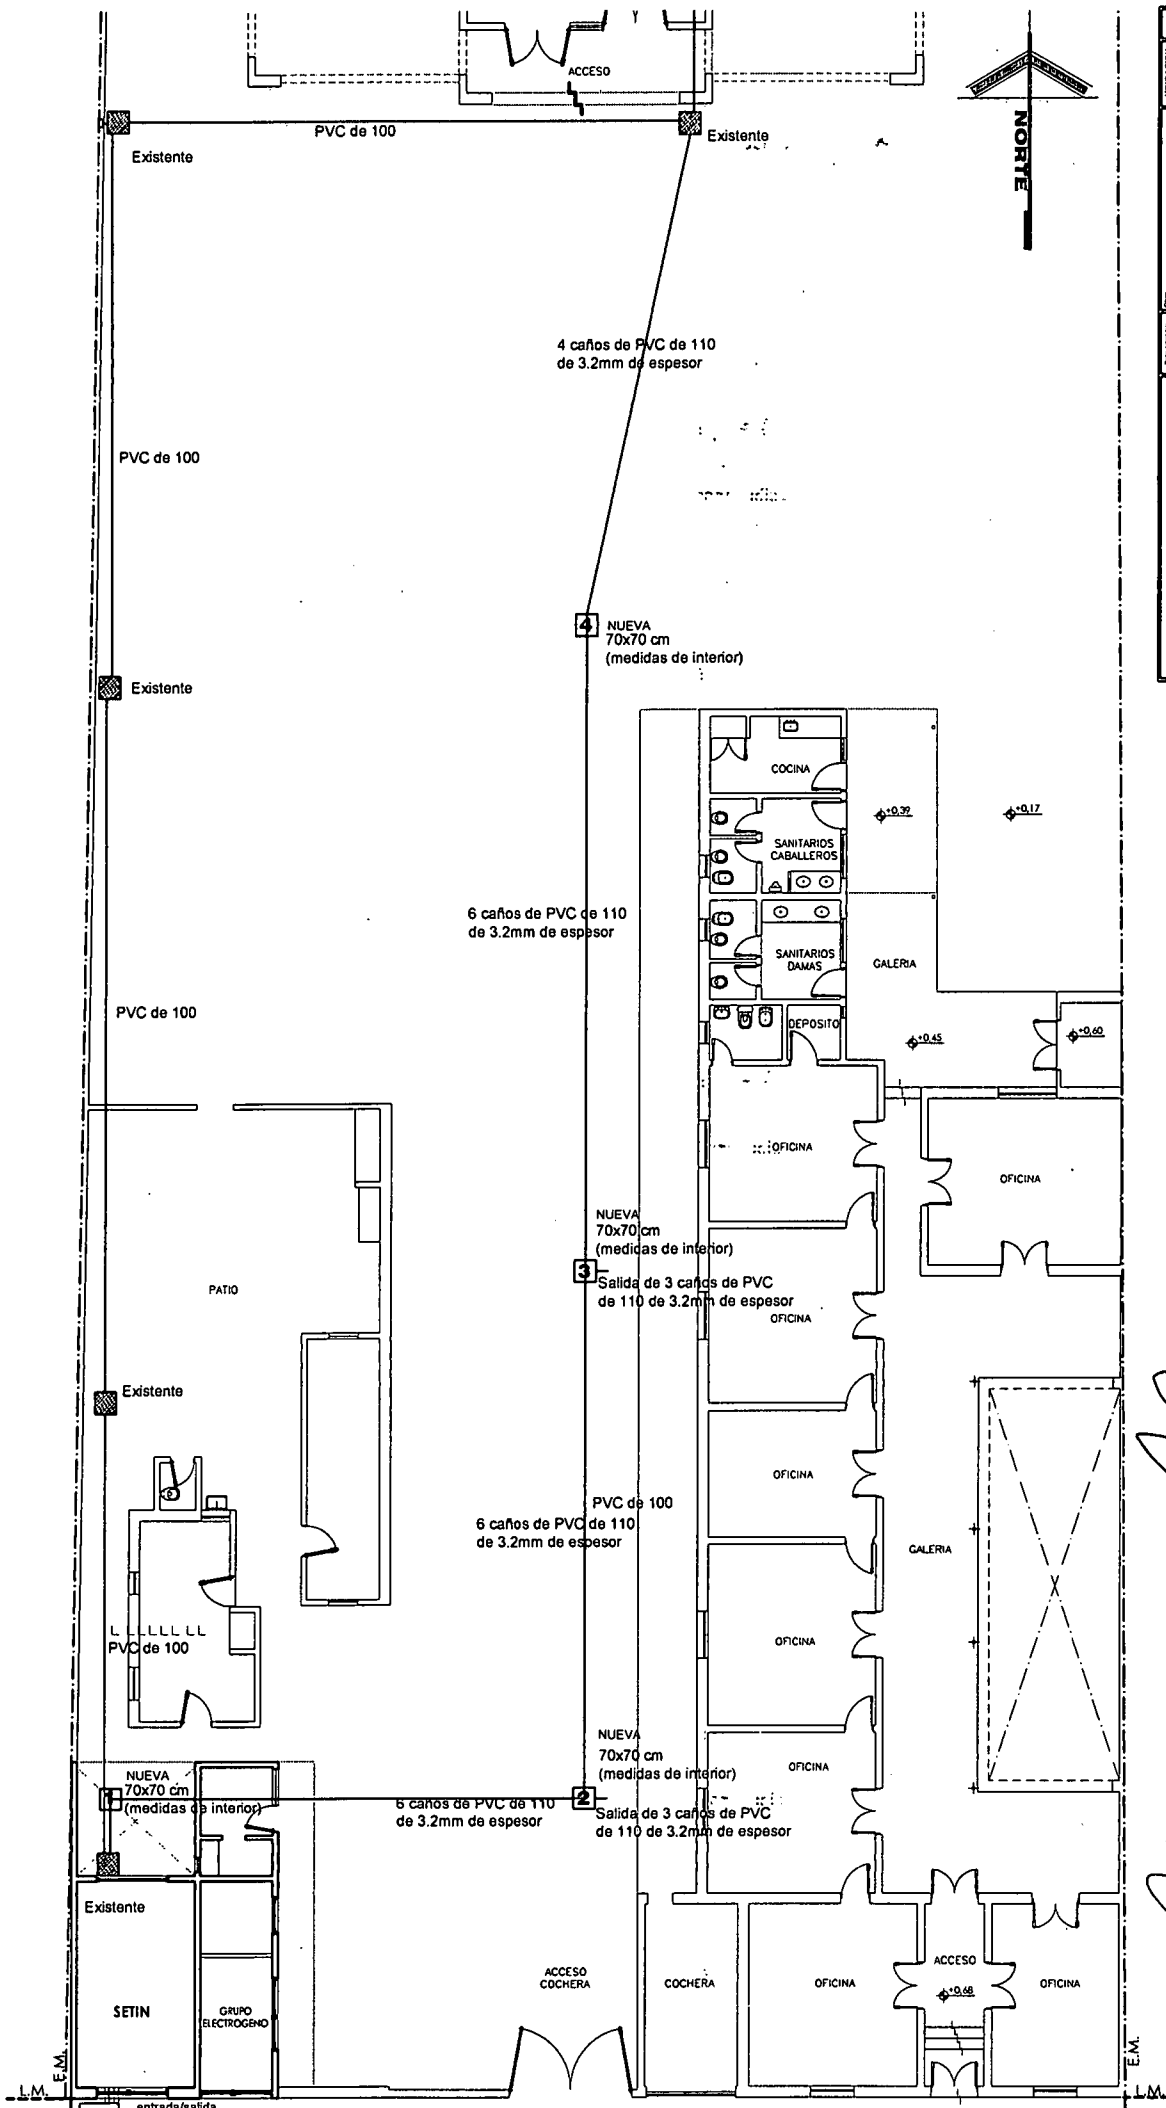 ACCESO
PVC de 100
Existente
Existente
NORTE
4 caños de PVC de 110
de 3.2mm de espesor
PVC de 100
4
NUEVA
70x70 cm
(medidas de interior)
Existente
COCINA
+0,39
+0,17
SANITARIOS
CABALLEROS
6 caños de PVC de 110
de 3.2mm de espesor
SANITARIOS
DAMAS
GALERIA
PVC de 100
DEPOSITO
+0,45
+0,60
OFICINA
OFICINA
NUEVA
70x70 cm
(medidas de interior)
3
Salida de 3 caños de PVC
de 110 de 3.2mm de espesor
PATIO
OFICINA
Existente
OFICINA
PVC de 100
6 caños de PVC de 110
de 3.2mm de espesor
GALERIA
PVC de 100
OFICINA
NUEVA
70x70 cm
(medidas de interior)
OFICINA
NUEVA
70x70 cm
(medidas de interior)
1
6 caños de PVC de 110
de 3.2mm de espesor
2
Salida de 3 caños de PVC
de 110 de 3.2mm de espesor
Existente
ACCESO
COCHERA
COCHERA
OFICINA
ACCESO
+0,68
OFICINA
SETIN
GRUPO
ELECTROGENO
E.M.
E.M.
L.M.
L.M.
entrada/salida